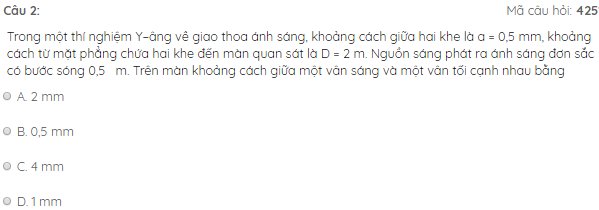 Câu 2: Mã câu hỏi: 425
Trong một thí nghiệm Y–âng về giao thoa ánh sáng, khoảng cách giữa hai khe là a = 0,5 mm, khoảng
cách từ mặt phẳng chứa hai khe đến màn quan sát là D = 2 m. Nguồn sáng phát ra ánh sáng đơn sắc
có bước sóng 0,5 m. Trên màn khoảng cách giữa một vân sáng và một vân tối cạnh nhau bằng
A. 2 mm
B. 0,5 mm
C. 4 mm
D. 1 mm